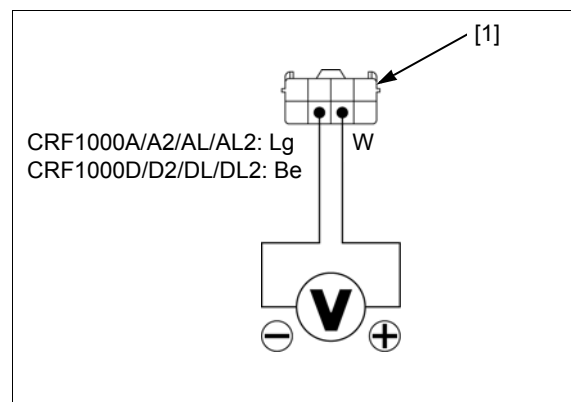 [1]
CRF1000A/A2/AL/AL2: Lg W
CRF1000D/D2/DL/DL2: Be
V
− +